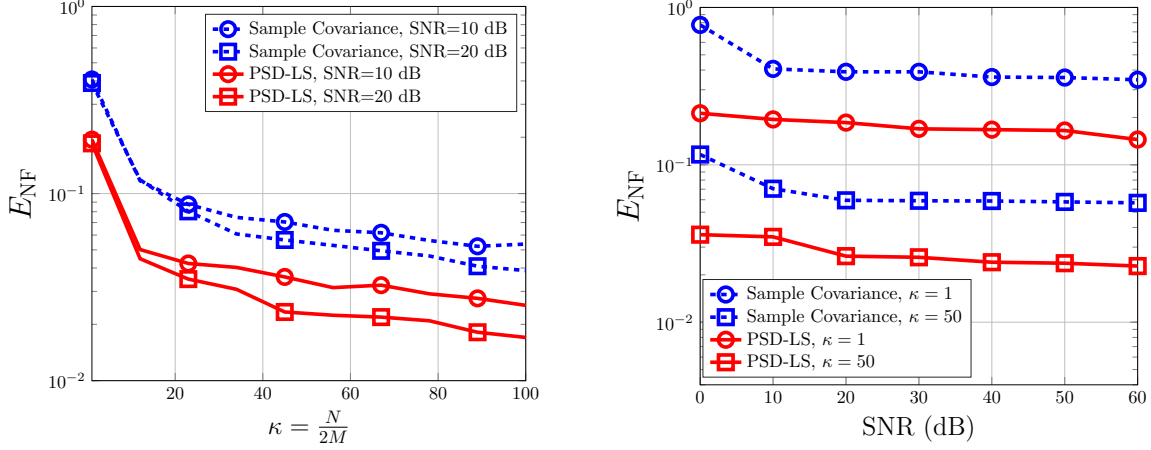 10^0
10^{-1}
10^{-2}
E_NF
20 40 60 80 100
κ = N/2M
Sample Covariance, SNR=10 dB
Sample Covariance, SNR=20 dB
PSD-LS, SNR=10 dB
PSD-LS, SNR=20 dB
10^0
10^{-1}
10^{-2}
E_NF
0 10 20 30 40 50 60
SNR (dB)
Sample Covariance, κ = 1
Sample Covariance, κ = 50
PSD-LS, κ = 1
PSD-LS, κ = 50